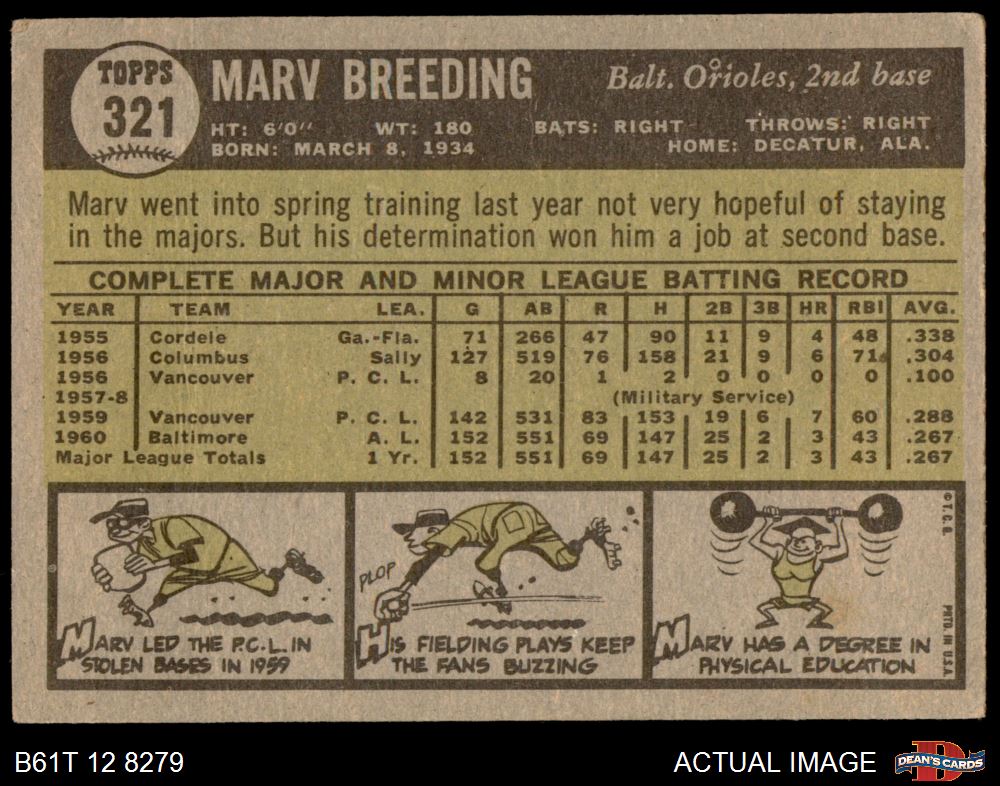 TOPPS
321
MARV BREEDING
Balt. Orioles, 2nd base
HT: 6'0" WT: 180 BATS: RIGHT THROWS: RIGHT
BORN: MARCH 8, 1934 HOME: DECATUR, ALA.
Marv went into spring training last year not very hopeful of staying
in the majors. But his determination won him a job at second base.
COMPLETE MAJOR AND MINOR LEAGUE BATTING RECORD
YEAR TEAM LEA. G AB R H 2B 3B HR RBI AVG.
1955 Cordele Ga.-Fla. 71 266 47 90 11 9 4 48 .338
1956 Columbus Sally 127 519 76 158 21 9 6 71 .304
1956 Vancouver P. C. L. 8 20 1 2 0 0 0 0 .100
1957-8 (Military Service)
1959 Vancouver P. C. L. 142 531 83 153 19 6 7 60 .288
1960 Baltimore A. L. 152 551 69 147 25 2 3 43 .267
Major League Totals 1 Yr. 152 551 69 147 25 2 3 43 .267
MARV LED THE P.C.L. IN
STOLEN BASES IN 1959
PLOP
HIS FIELDING PLAYS KEEP
THE FANS BUZZING
MARV HAS A DEGREE IN
PHYSICAL EDUCATION
© T. C. G.
PRTD. IN U.S.A.
B61T 12 8279
ACTUAL IMAGE
DEAN'S CARDS